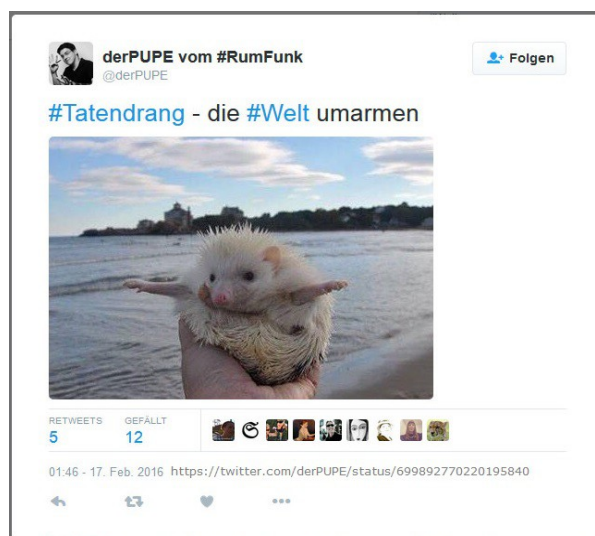 derPUPE vom #RumFunk
@derPUPE
Folgen
#Tatendrang - die #Welt umarmen
RETWEETS
GEFÄLLT
5
12
01:46 - 17. Feb. 2016 https://twitter.com/derPUPE/status/699892770220195840